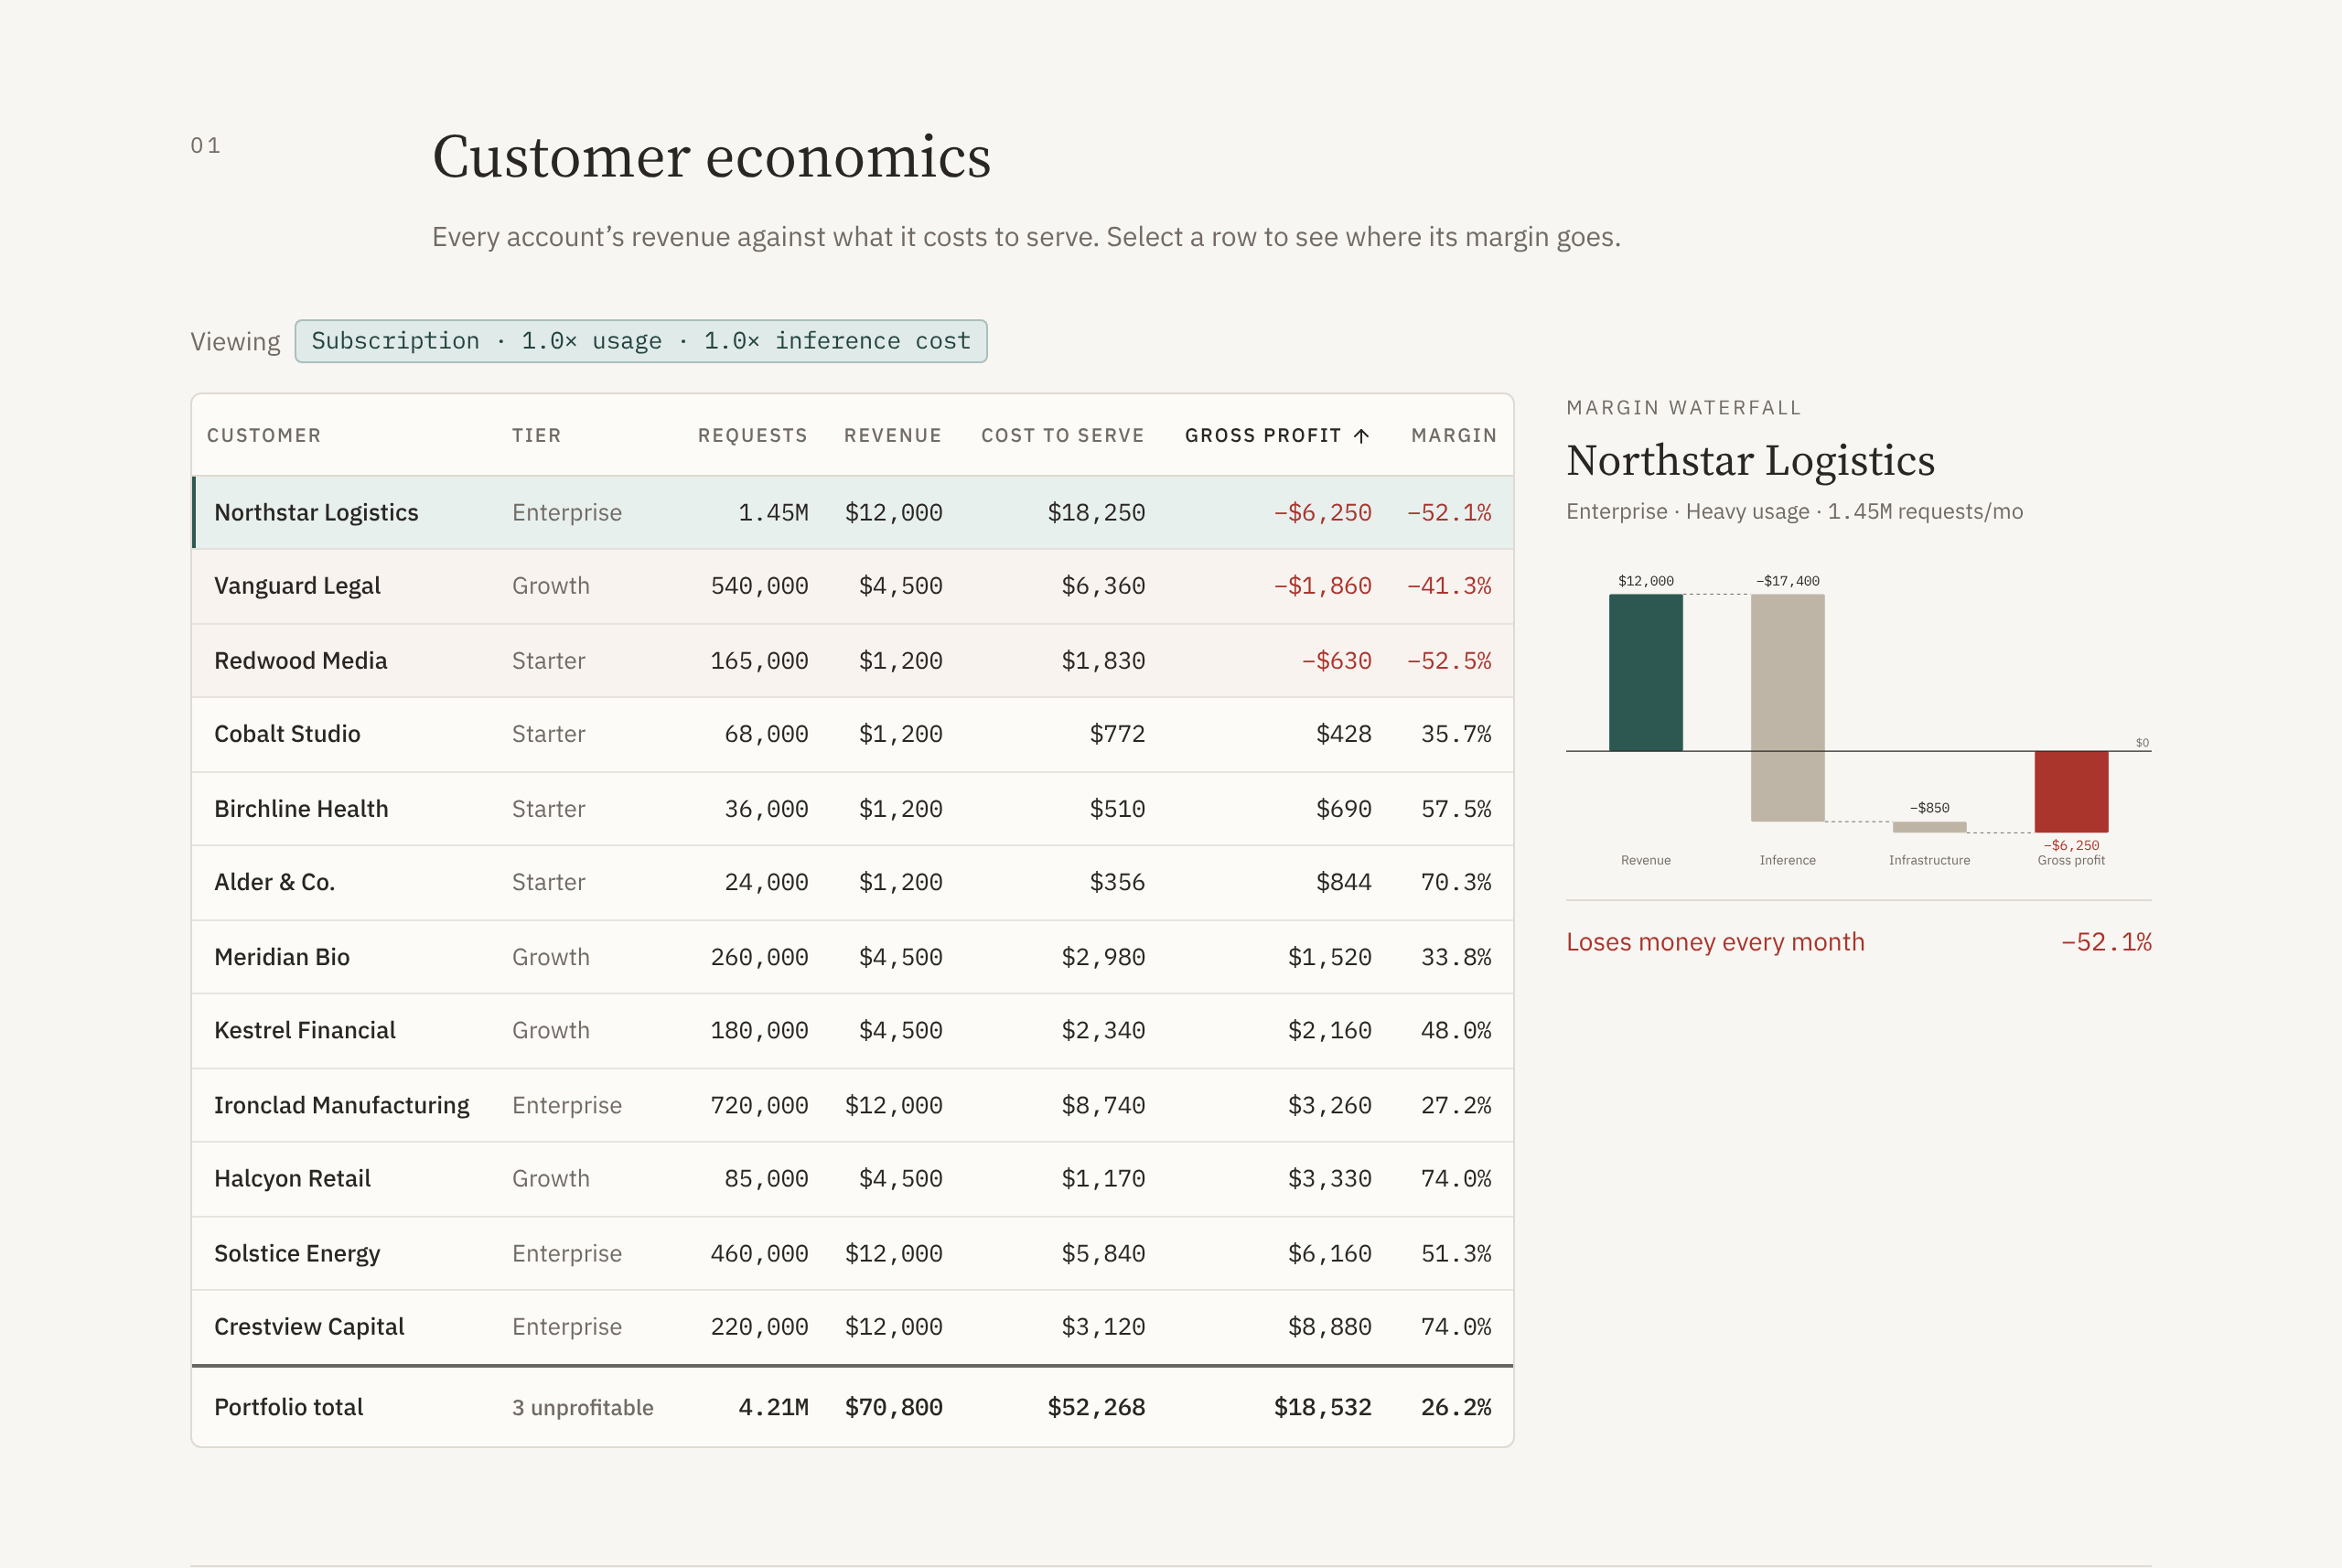 01
Customer economics
Every account’s revenue against what it costs to serve. Select a row to see where its margin goes.
Viewing Subscription · 1.0× usage · 1.0× inference cost
CUSTOMER TIER REQUESTS REVENUE COST TO SERVE GROSS PROFIT ↑ MARGIN
Northstar Logistics Enterprise 1.45M $12,000 $18,250 −$6,250 −52.1%
Vanguard Legal Growth 540,000 $4,500 $6,360 −$1,860 −41.3%
Redwood Media Starter 165,000 $1,200 $1,830 −$630 −52.5%
Cobalt Studio Starter 68,000 $1,200 $772 $428 35.7%
Birchline Health Starter 36,000 $1,200 $510 $690 57.5%
Alder & Co. Starter 24,000 $1,200 $356 $844 70.3%
Meridian Bio Growth 260,000 $4,500 $2,980 $1,520 33.8%
Kestrel Financial Growth 180,000 $4,500 $2,340 $2,160 48.0%
Ironclad Manufacturing Enterprise 720,000 $12,000 $8,740 $3,260 27.2%
Halcyon Retail Growth 85,000 $4,500 $1,170 $3,330 74.0%
Solstice Energy Enterprise 460,000 $12,000 $5,840 $6,160 51.3%
Crestview Capital Enterprise 220,000 $12,000 $3,120 $8,880 74.0%
Portfolio total 3 unprofitable 4.21M $70,800 $52,268 $18,532 26.2%
MARGIN WATERFALL
Northstar Logistics
Enterprise · Heavy usage · 1.45M requests/mo
$12,000 −$17,400
$0
−$850
−$6,250
Revenue Inference Infrastructure Gross profit
Loses money every month −52.1%